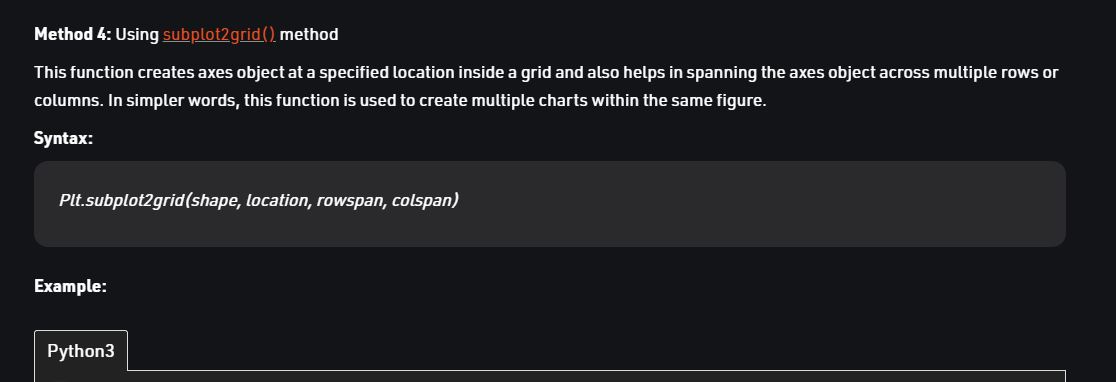 Method 4: Using subplot2grid() method
This function creates axes object at a specified location inside a grid and also helps in spanning the axes object across multiple rows or
columns. In simpler words, this function is used to create multiple charts within the same figure.
Syntax:
Plt.subplot2grid(shape, location, rowspan, colspan)
Example:
Python3